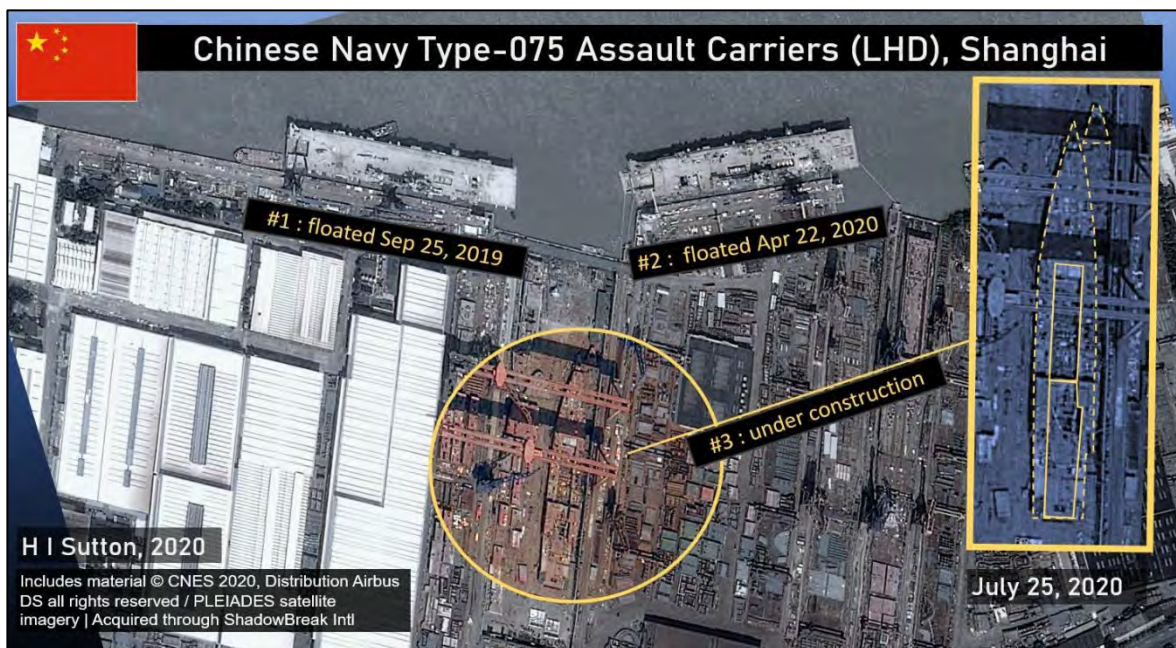 Chinese Navy Type-075 Assault Carriers (LHD), Shanghai
#1 : floated Sep 25, 2019
#2 : floated Apr 22, 2020
#3 : under construction
H I Sutton, 2020
Includes material © CNES 2020, Distribution Airbus
DS all rights reserved / PLEIADES satellite
imagery | Acquired through ShadowBreak Intl
July 25, 2020